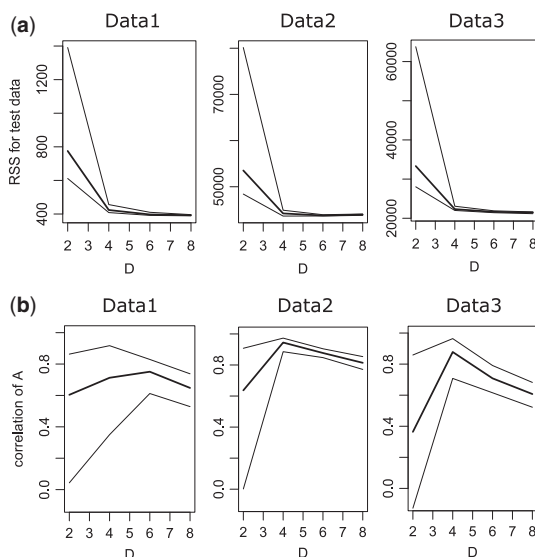 (a)
Data1
Data2
Data3
RSS for test data
400
800
1200
2 3 4 5 6 7 8
D
50000
70000
2 3 4 5 6 7 8
20000
40000
60000
2 3 4 5 6 7 8
(b)
Data1
Data2
Data3
correlation of A
0.0
0.4
0.8
2 3 4 5 6 7 8
D
0.0
0.4
0.8
2 3 4 5 6 7 8
D
0.0
0.4
0.8
2 3 4 5 6 7 8
D